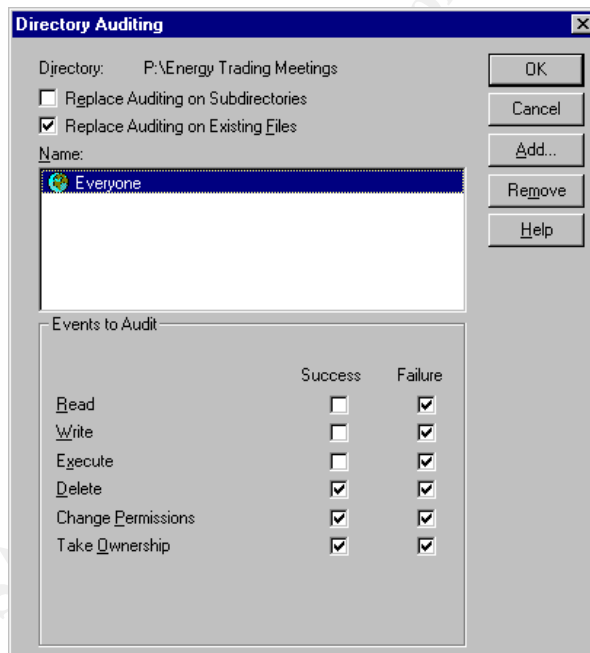 Directory Auditing
Directory: P:\Energy Trading Meetings
Replace Auditing on Subdirectories
Replace Auditing on Existing Files
Name:
Everyone
OK
Cancel
Add...
Remove
Help
Events to Audit
Success Failure
Read
Write
Execute
Delete
Change Permissions
Take Ownership